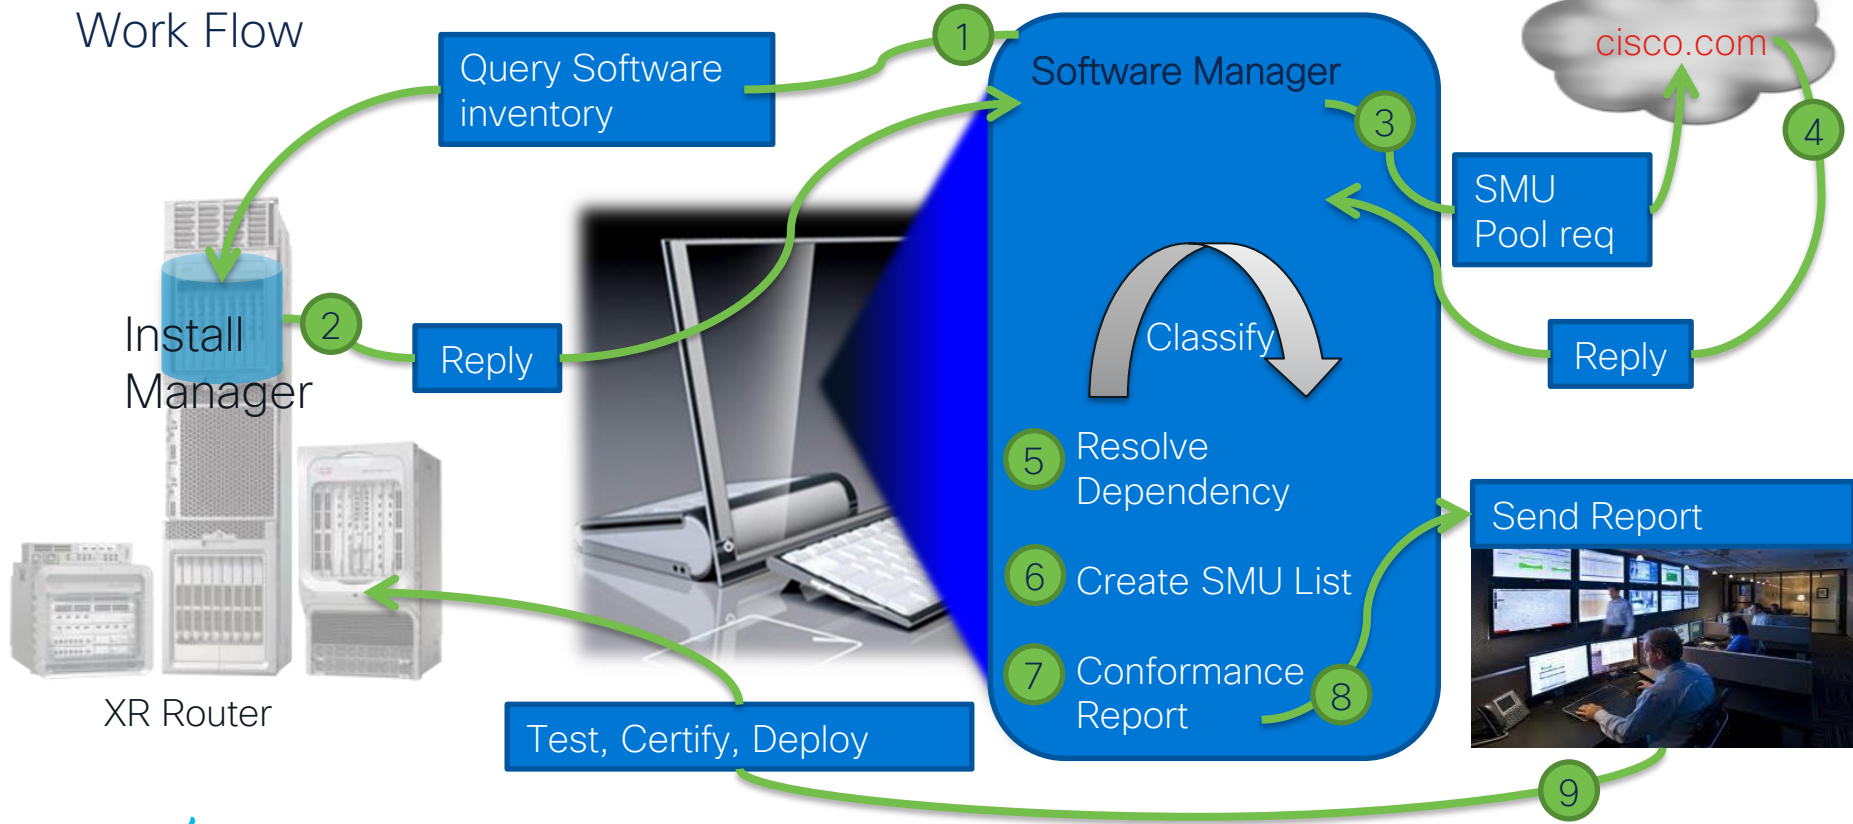 Work Flow
1
Query Software
inventory
Software Manager
cisco.com
3
4
SMU
Pool req
2
Install
Manager
Reply
Classify
Reply
5
Resolve
Dependency
Send Report
6
Create SMU List
7
Conformance
Report
8
XR Router
Test, Certify, Deploy
9